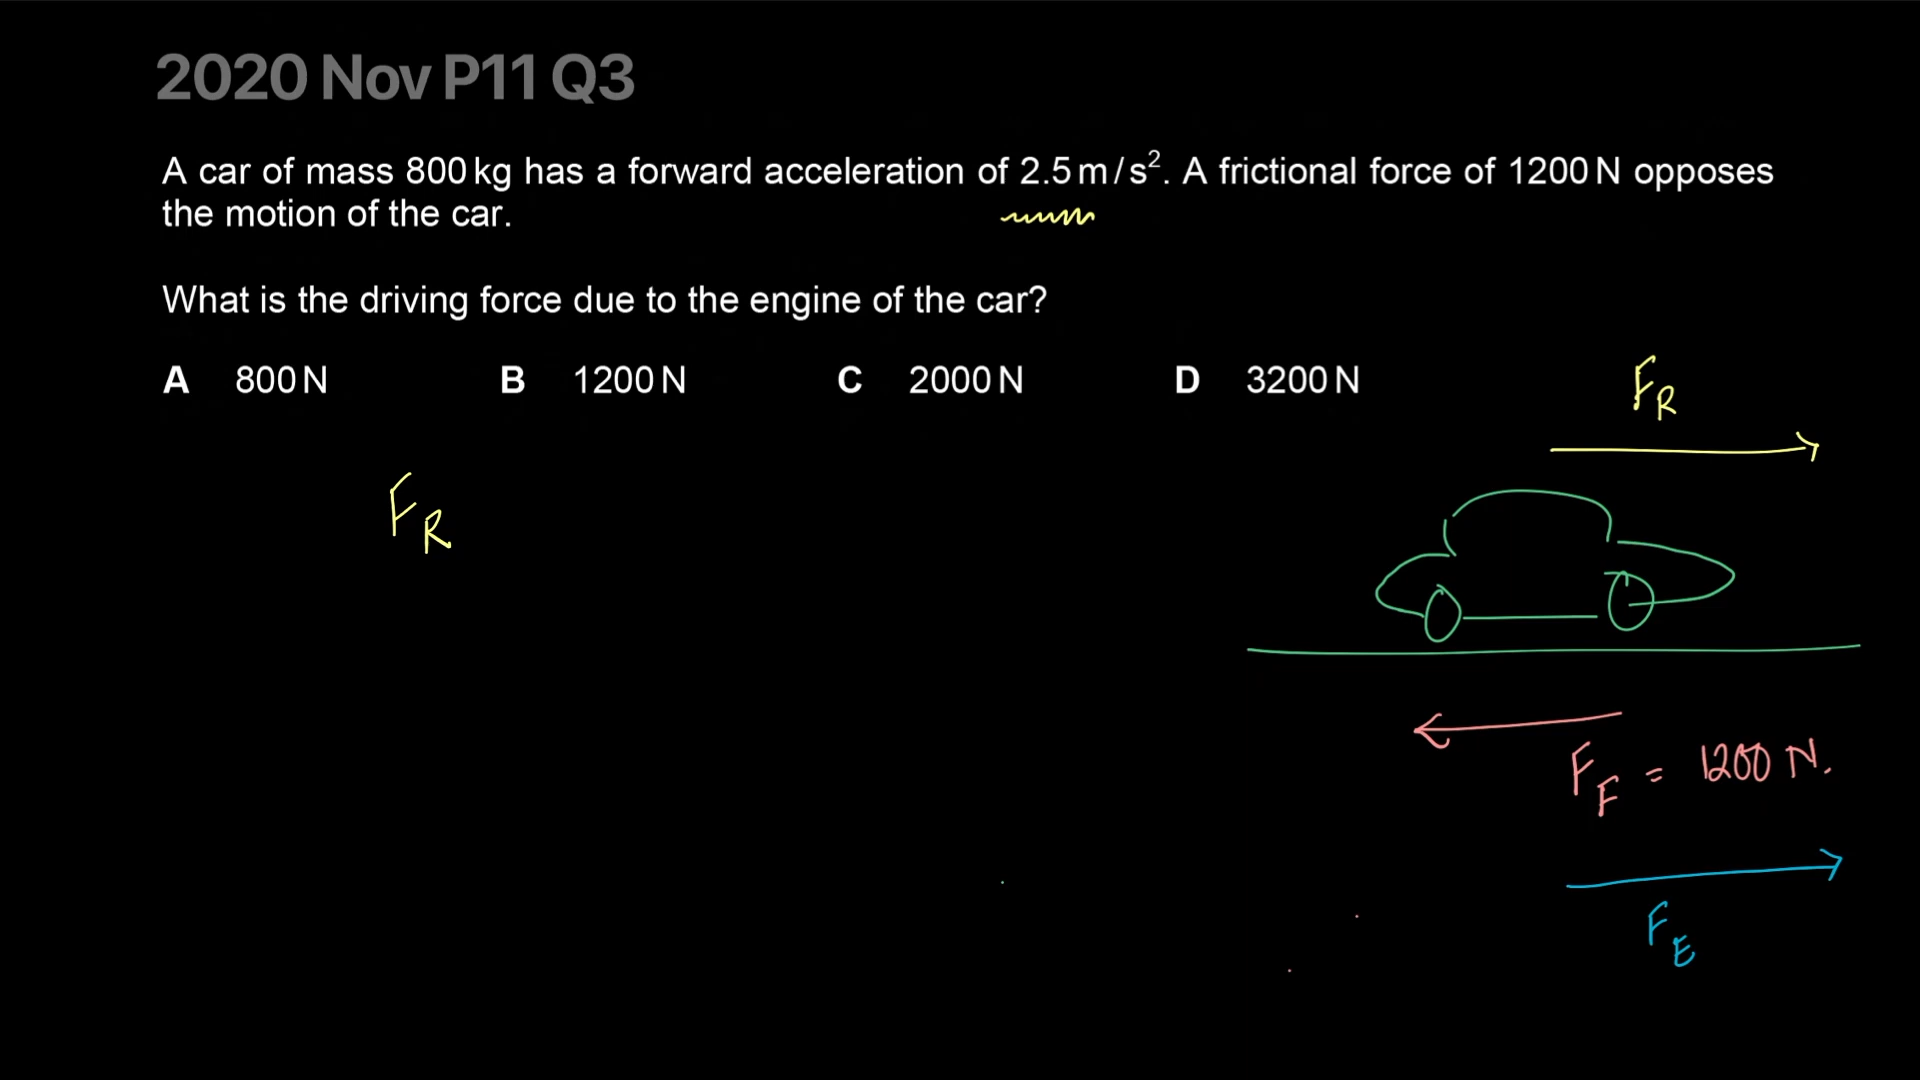 2020 Nov P11 Q3
A car of mass 800 kg has a forward acceleration of 2.5 m/s². A frictional force of 1200 N opposes
the motion of the car.
What is the driving force due to the engine of the car?
A 800 N B 1200 N C 2000 N D 3200 N
F_R
F_R
F_F = 1200 N.
F_E